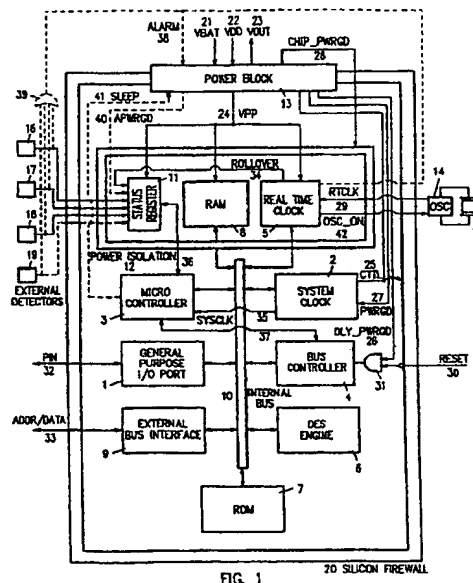 ALARM
38
21
VBAT
22
VDD
23
VOUT
CHIP_PWRGD
28
POWER BLOCK
13
39
41 SLEEP
40 APWRGD
24 VPP
16
17
18
19
EXTERNAL
DETECTORS
11
STATUS
REGISTER
ROLLOVER
34
RAM
8
REAL TIME
CLOCK
5
RTCLK
29
OSC_ON
42
14
OSC
POWER ISOLATION
12
36
MICRO
CONTROLLER
3
2
SYSTEM
CLOCK
25
CTD
27
PWRGD
35
SYSCLK
37
DLY_PWRGD
26
RESET
30
31
PIN
32
GENERAL
PURPOSE
I/O PORT
1
BUS
CONTROLLER
4
10
INTERNAL
BUS
ADDR/DATA
33
EXTERNAL
BUS INTERFACE
9
DES
ENGINE
6
ROM
7
20 SILICON FIREWALL
FIG. 1